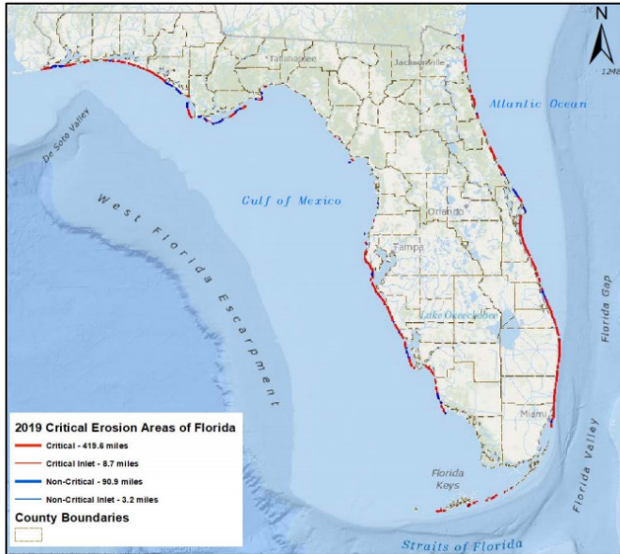 N
Tallahassee
Jacksonville
1248
Atlantic Ocean
De Soto Valley
Gulf of Mexico
Orlando
West Florida Escarpment
Tampa
Florida Gap
Lake Okeechobee
Miami
2019 Critical Erosion Areas of Florida
Critical - 419.6 miles
Critical Inlet - 8.7 miles
Non-Critical - 90.9 miles
Non-Critical Inlet - 3.2 miles
County Boundaries
Florida
Keys
Florida Valley
Straits of Florida